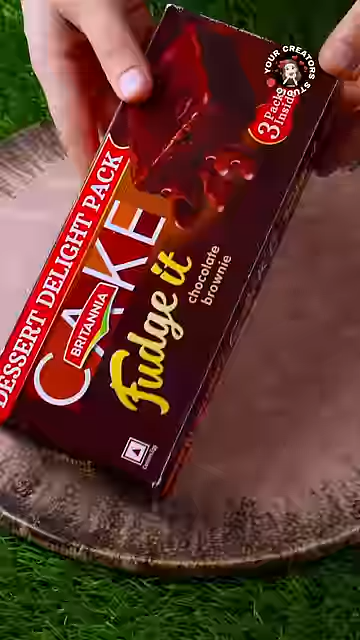 YOUR CREATORS STUDIO
3 Packs
Inside
DESSERT DELIGHT PACK
CAKE
BRITANNIA
Fudge it
chocolate
brownie